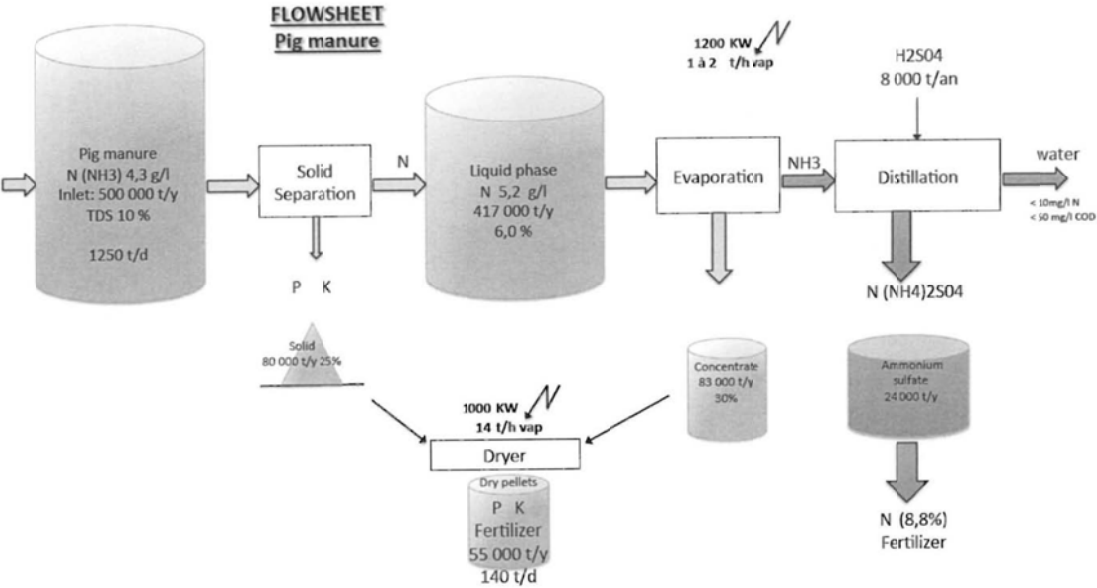 FLOWSHEET
Pig manure
Pig manure
N (NH3) 4,3 g/l
Inlet: 500 000 t/y
TDS 10 %
1250 t/d
Solid
Separation
P K
Solid
80 000 t/y 25%
N
Liquid phase
N 5,2 g/l
417 000 t/y
6,0 %
1200 KW
1 à 2 t/h vap
Evaporation
NH3
H2S04
8 000 t/an
Distillation
water
< 10mg/l N
< 50 mg/l COD
N (NH4)2S04
Concentrate
83 000 t/y
30%
Ammonium
sulfate
24 000 t/y
N (8,8%)
Fertilizer
1000 KW
14 t/h vap
Dryer
Dry pellets
P K
Fertilizer
55 000 t/y
140 t/d